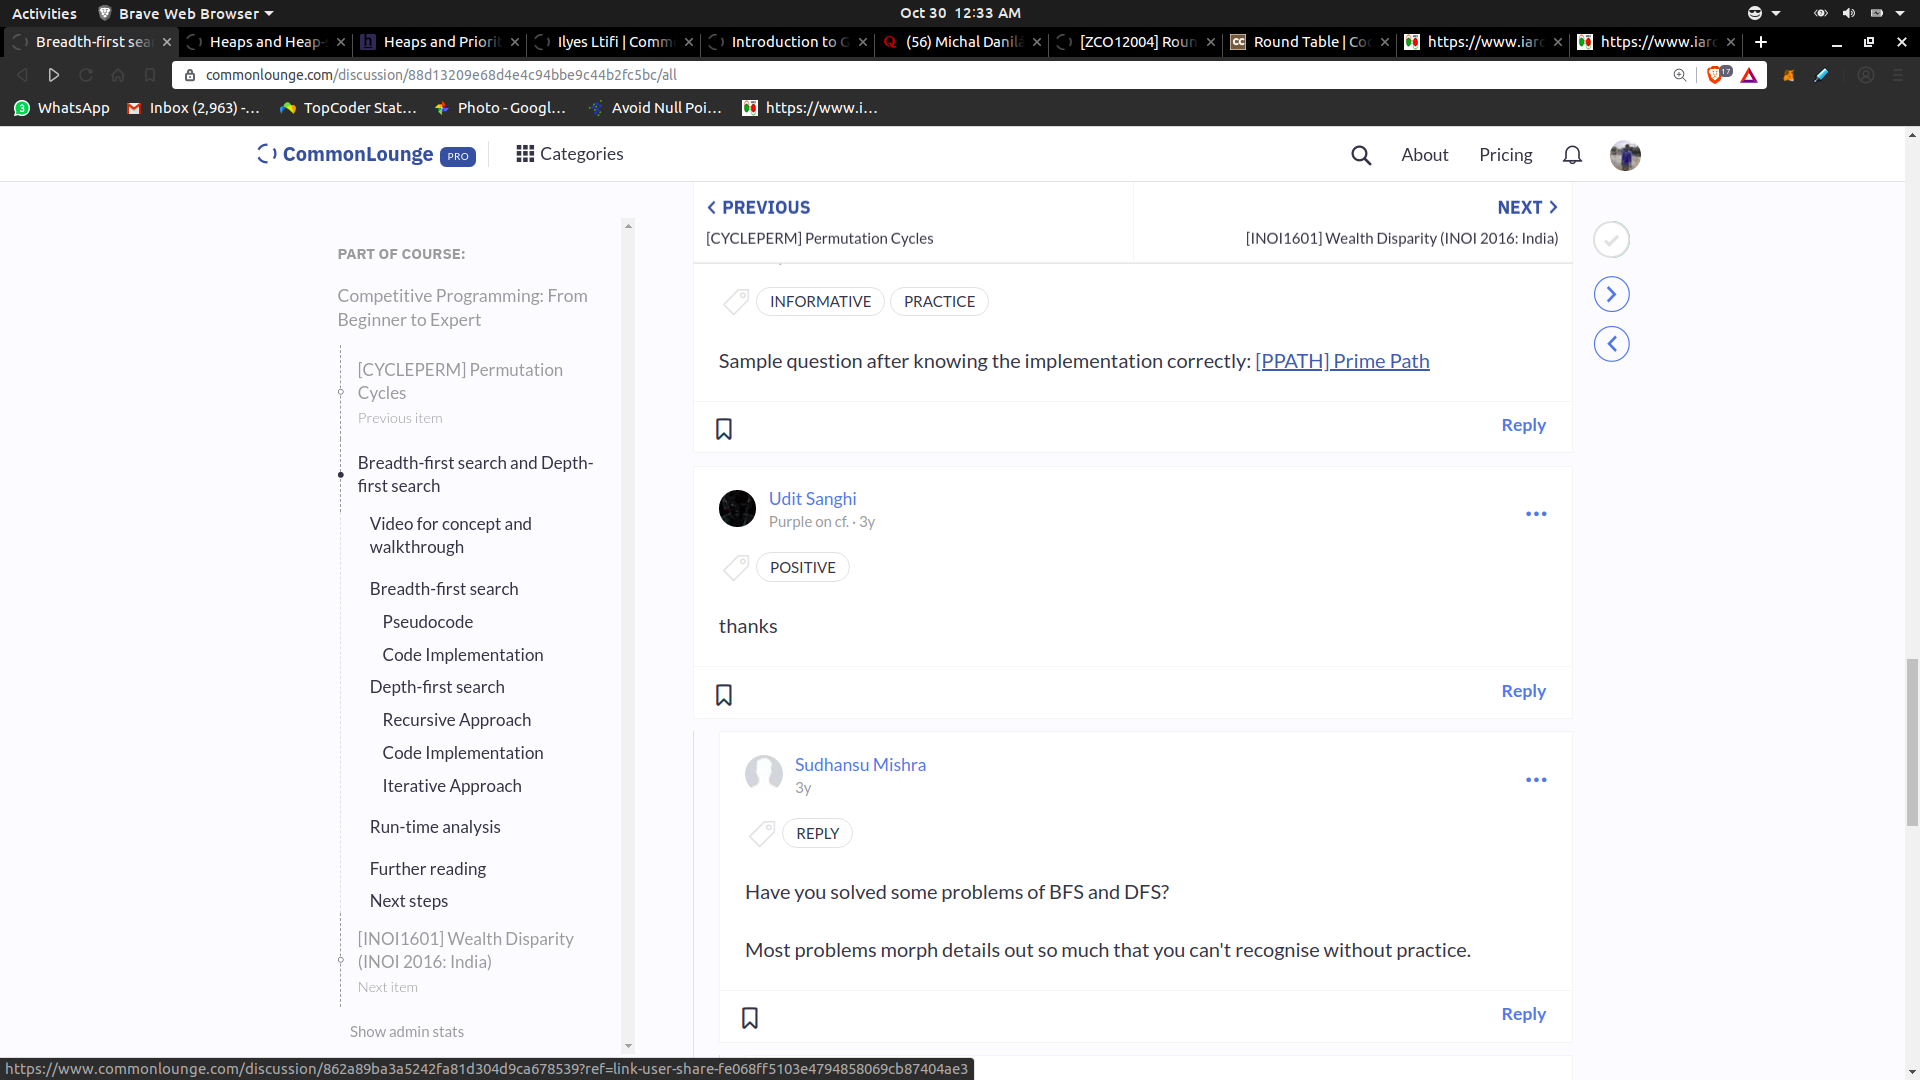 Activities
Brave Web Browser
Oct 30 12:33 AM
Breadth-first sea
Heaps and Heap-
Heaps and Priorit
Ilyes Ltifi | Comm
Introduction to G
(56) Michal Danilá
[ZCO12004] Roun
Round Table | Co
https://www.iarc
https://www.iarc
commonlounge.com/discussion/88d13209e68d4e4c94bbe9c44b2fc5bc/all
17
WhatsApp
Inbox (2,963) -...
TopCoder Stat...
Photo - Googl...
Avoid Null Poi...
https://www.i...
CommonLounge PRO
Categories
About
Pricing
PREVIOUS
[CYCLEPERM] Permutation Cycles
NEXT
[INOI1601] Wealth Disparity (INOI 2016: India)
PART OF COURSE:
Competitive Programming: From
Beginner to Expert
[CYCLEPERM] Permutation
Cycles
Previous item
Breadth-first search and Depth-
first search
Video for concept and
walkthrough
Breadth-first search
Pseudocode
Code Implementation
Depth-first search
Recursive Approach
Code Implementation
Iterative Approach
Run-time analysis
Further reading
Next steps
[INOI1601] Wealth Disparity
(INOI 2016: India)
Next item
Show admin stats
INFORMATIVE
PRACTICE
Sample question after knowing the implementation correctly: [PPATH] Prime Path
Reply
Udit Sanghi
Purple on cf. · 3y
POSITIVE
thanks
Reply
Sudhansu Mishra
3y
REPLY
Have you solved some problems of BFS and DFS?
Most problems morph details out so much that you can't recognise without practice.
Reply
https://www.commonlounge.com/discussion/862a89ba3a5242fa81d304d9ca678539?ref=link-user-share-fe068ff5103e4794858069cb87404ae3